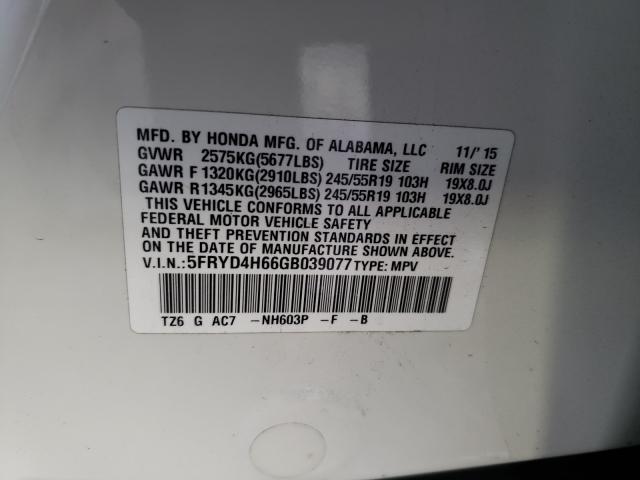 MFD. BY HONDA MFG. OF ALABAMA, LLC 11/'15
GVWR 2575KG(5677LBS) TIRE SIZE RIM SIZE
GAWR F 1320KG(2910LBS) 245/55R19 103H 19X8.0J
GAWR R1345KG(2965LBS) 245/55R19 103H 19X8.0J
THIS VEHICLE CONFORMS TO ALL APPLICABLE
FEDERAL MOTOR VEHICLE SAFETY
AND THEFT PREVENTION STANDARDS IN EFFECT
ON THE DATE OF MANUFACTURE SHOWN ABOVE.
V.I.N.:5FRYD4H66GB039077 TYPE: MPV
TZ6 G AC7 -NH603P -F -B